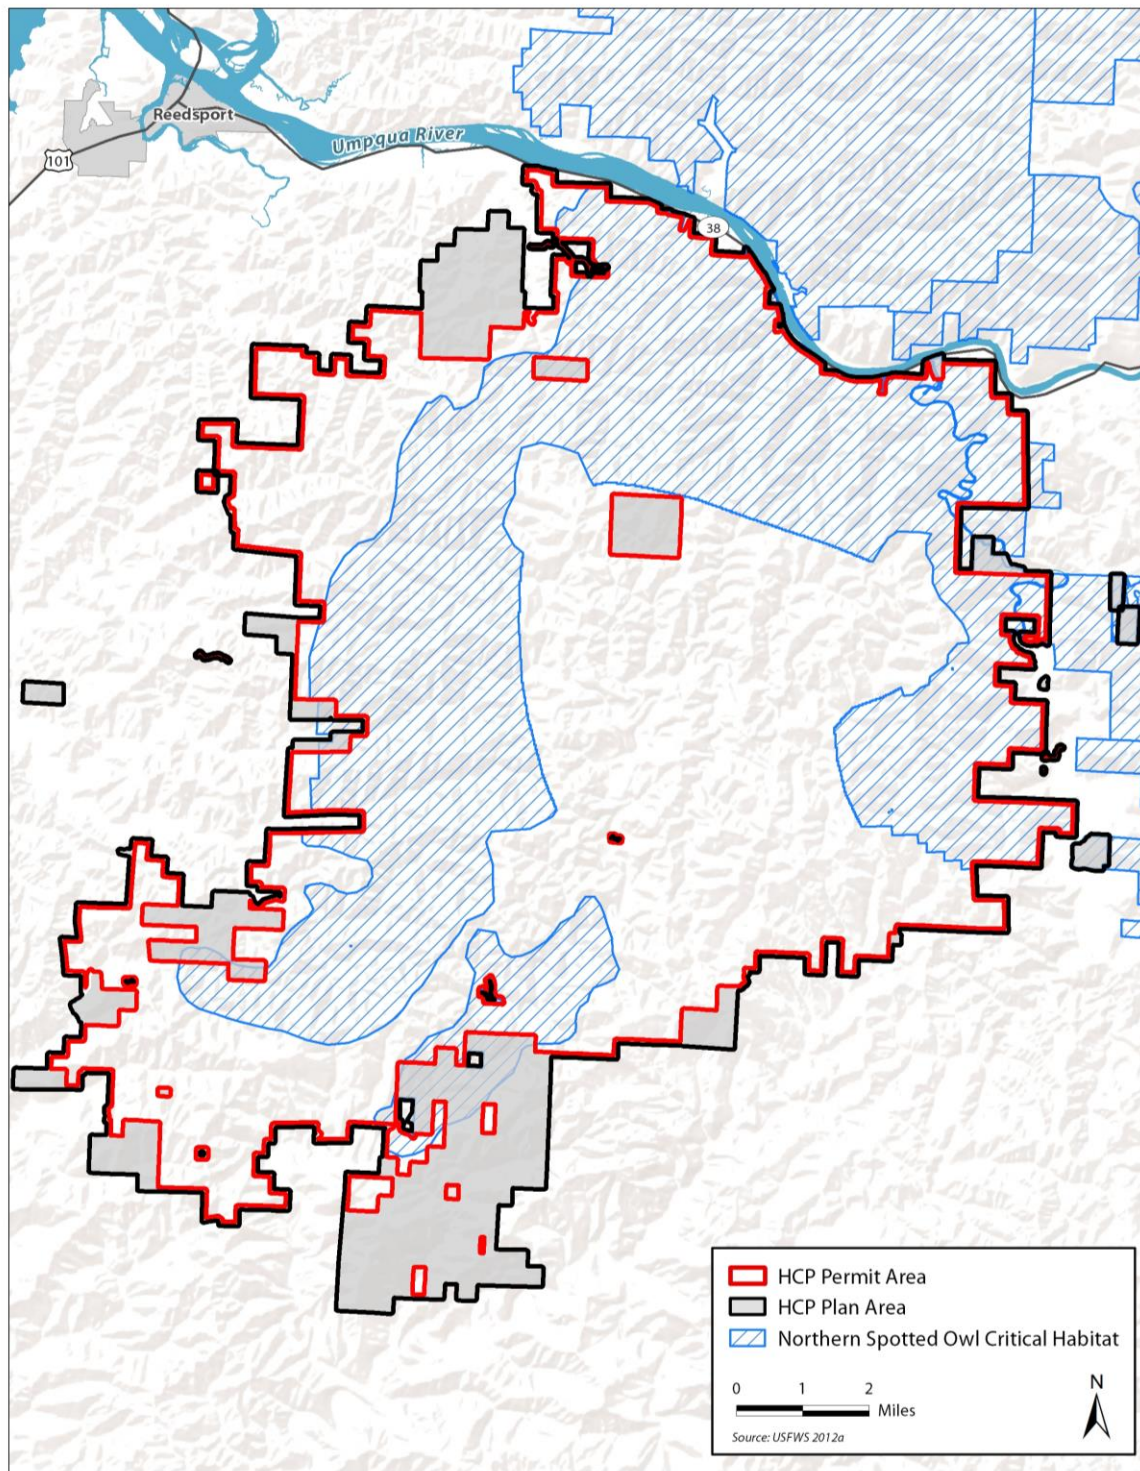 Reedsport
Umpqua River
101
38
HCP Permit Area
HCP Plan Area
Northern Spotted Owl Critical Habitat
0 1 2
Miles
N
Source: USFWS 2012a